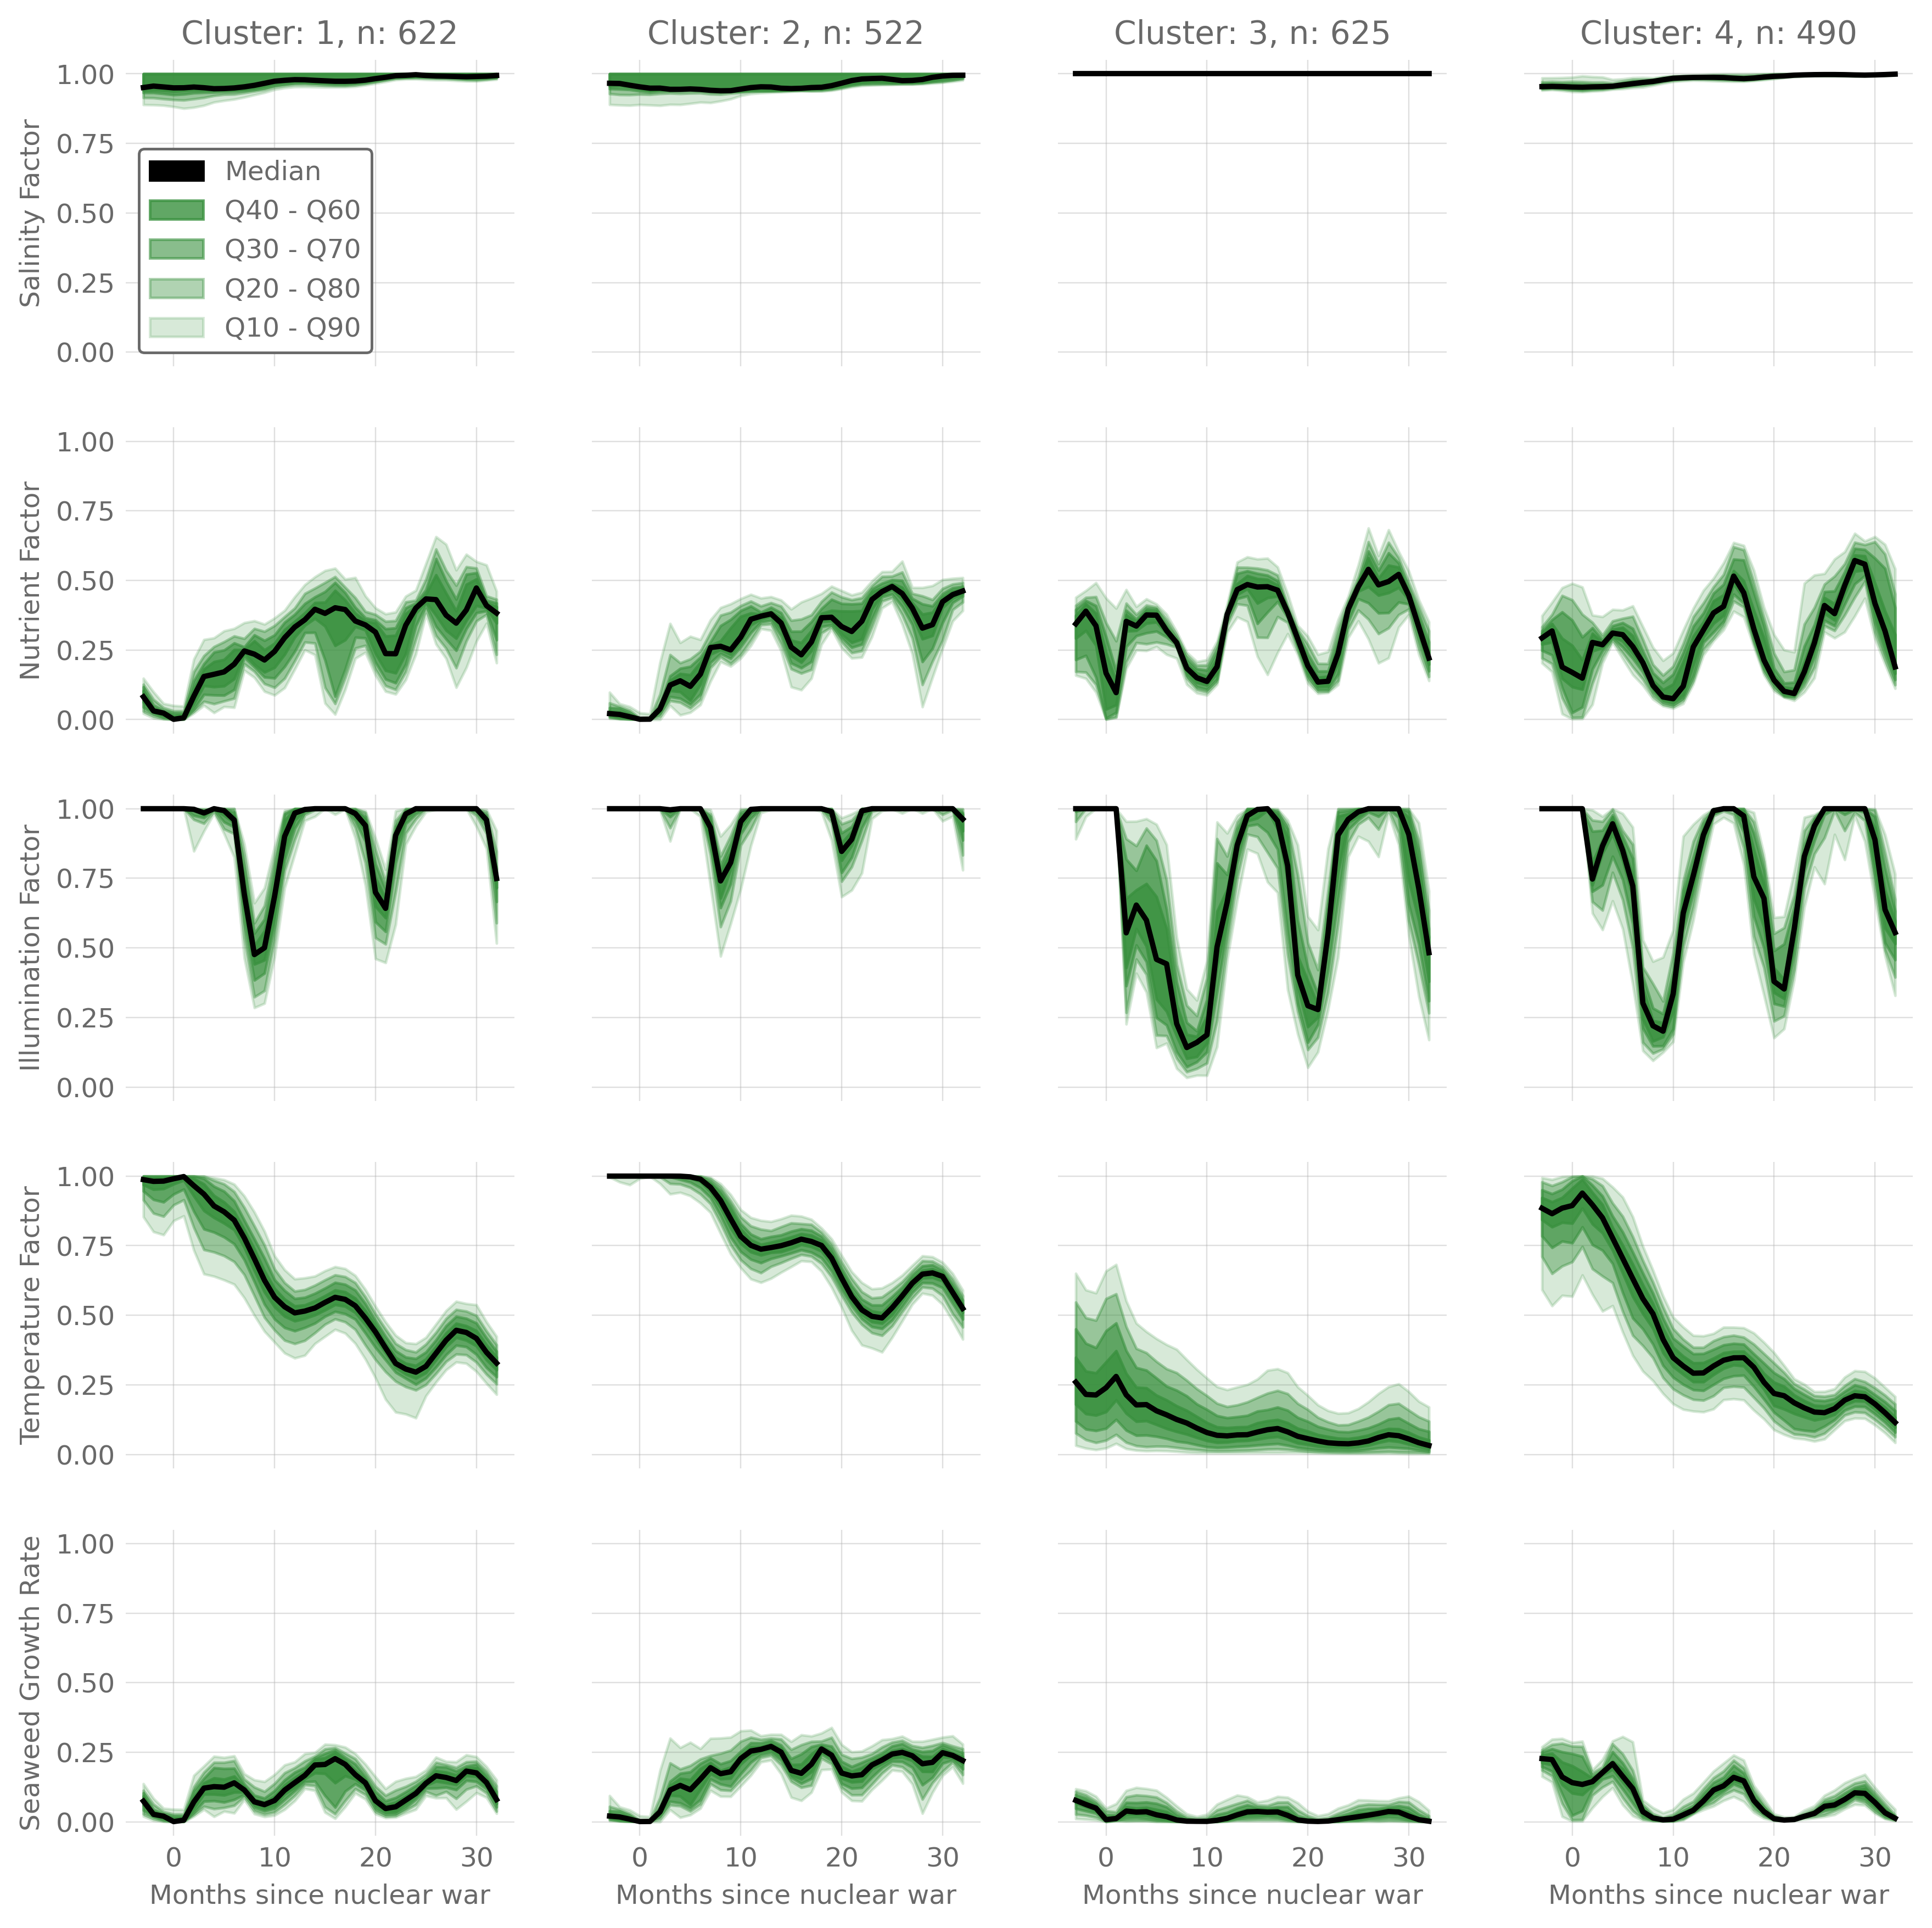 Cluster: 1, n: 622
Cluster: 2, n: 522
Cluster: 3, n: 625
Cluster: 4, n: 490
Salinity Factor
1.00
0.75
0.50
0.25
0.00
Median
Q40 - Q60
Q30 - Q70
Q20 - Q80
Q10 - Q90
Nutrient Factor
1.00
0.75
0.50
0.25
0.00
Illumination Factor
1.00
0.75
0.50
0.25
0.00
Temperature Factor
1.00
0.75
0.50
0.25
0.00
Seaweed Growth Rate
1.00
0.75
0.50
0.25
0.00
0 10 20 30
0 10 20 30
0 10 20 30
0 10 20 30
Months since nuclear war
Months since nuclear war
Months since nuclear war
Months since nuclear war